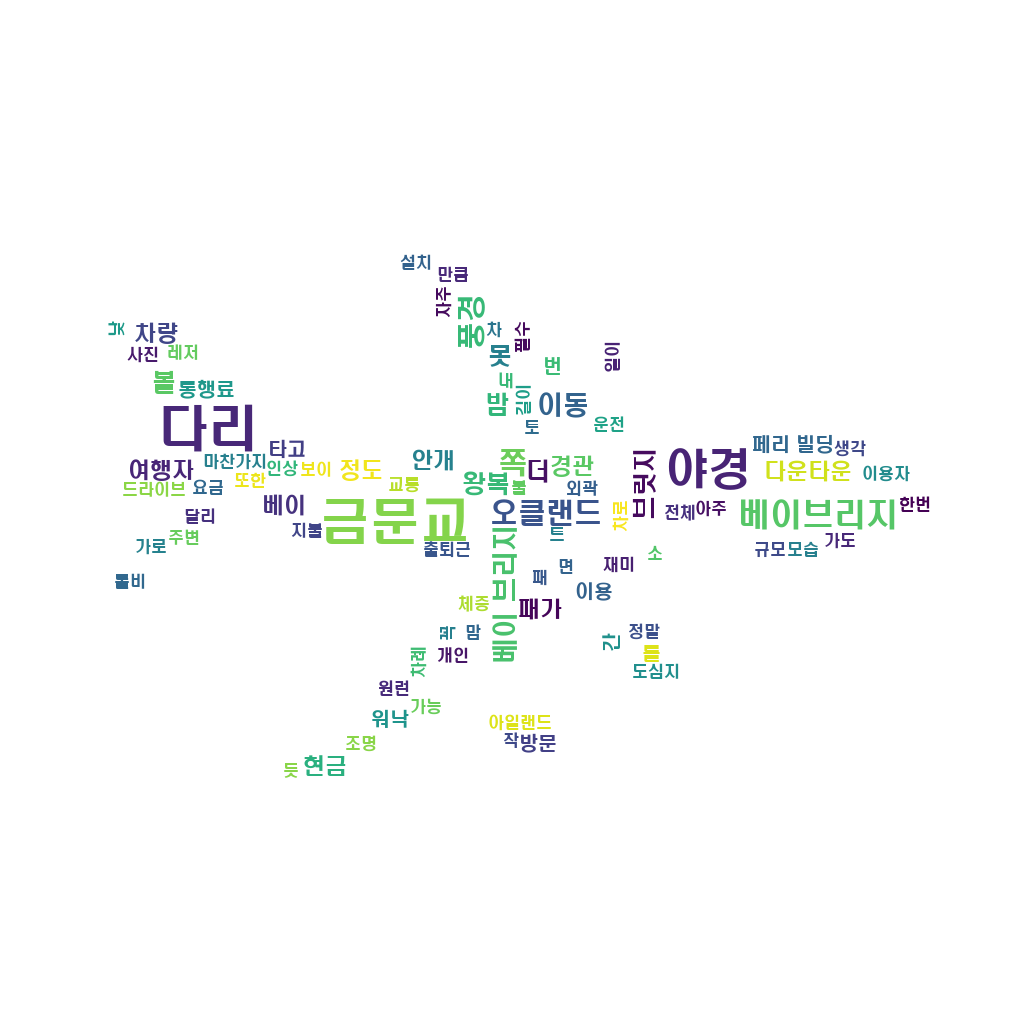 설치
만큼
자주
풍경
차
필수
낮
차량
못
일이
사진
레저
번
볼
통행료
내
길이
밤
이동
다리
토
운전
타고
쪽
더
경관
브릿지
야경
페리 빌딩
생각
여행자
마찬가지
인상
보이
정도
안개
다운타운
이용자
드라이브
요금
또한
교통
왕복
봅
외곽
베이
금문교
오클랜드
차로
전체
아주
베이브리지
한번
달리
지불
주변
트
가로
출퇴근
베이 브리지
가도
규모
모습
소
재미
면
패
톨비
이용
체증
패가
꽉
맘
간
정말
차례
개인
틀
도심지
원런
가능
워낙
아일랜드
조명
작
방문
듯
현금